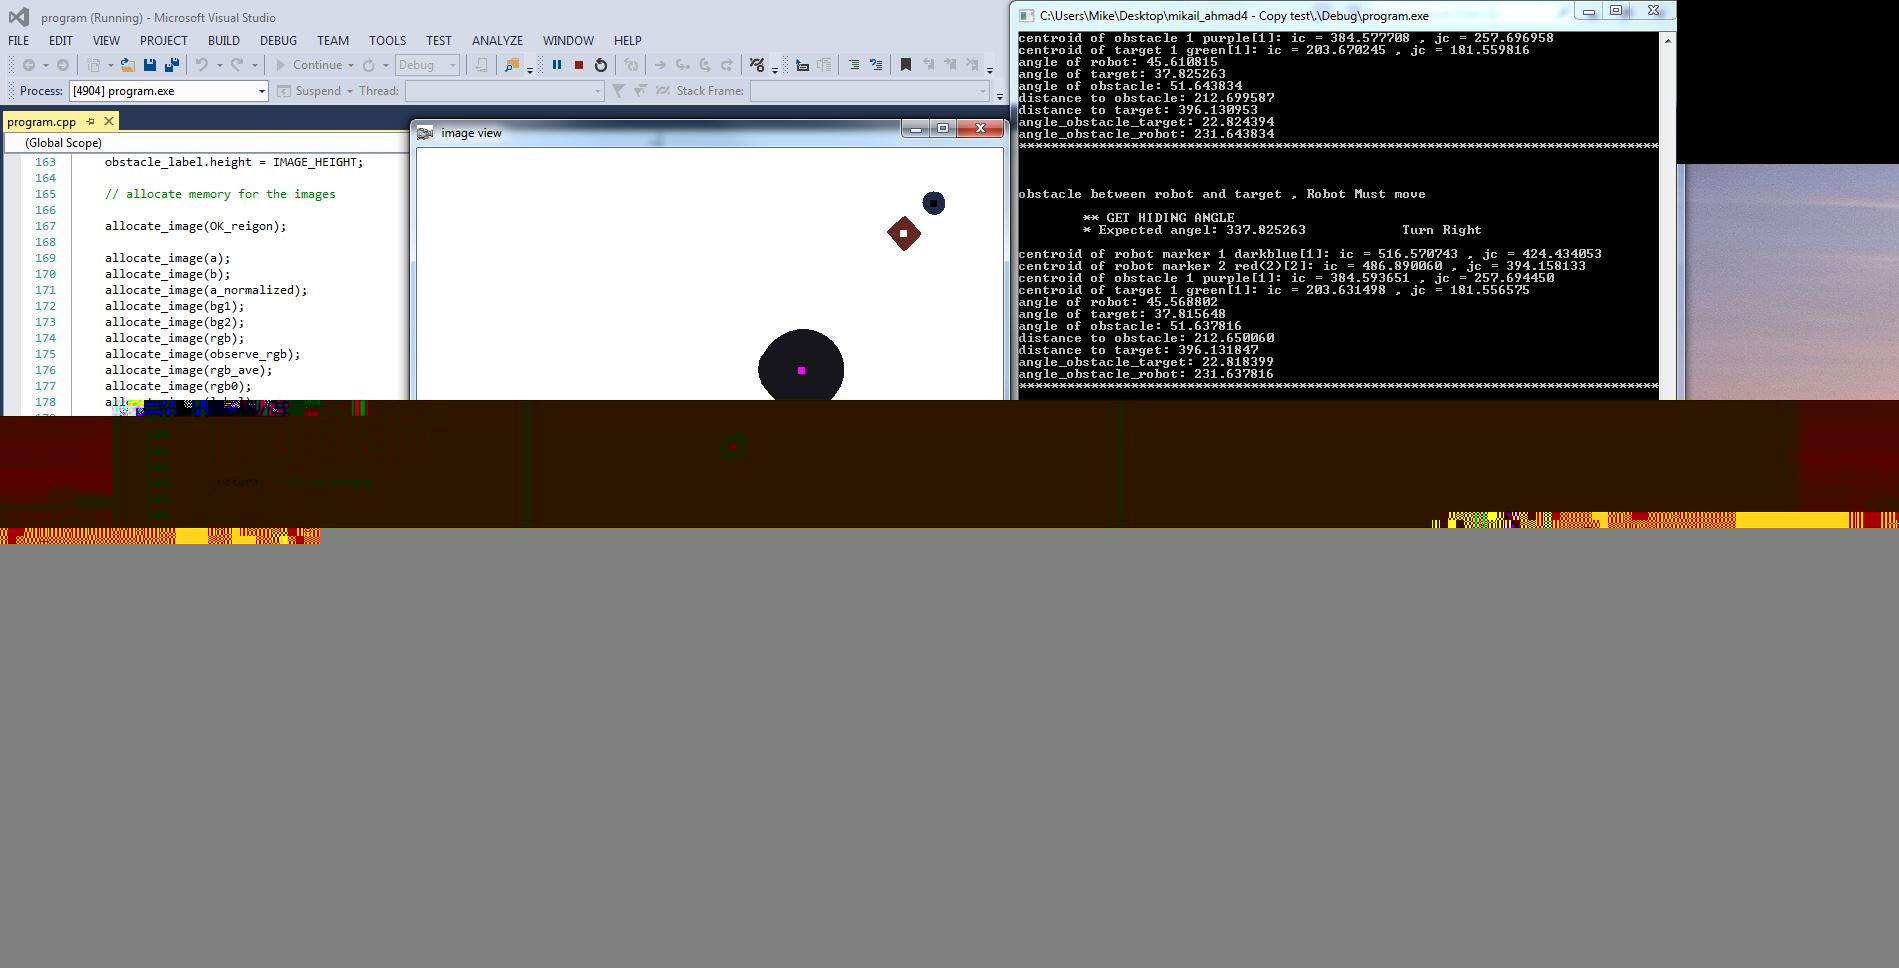 program (Running) - Microsoft Visual Studio
FILE EDIT VIEW PROJECT BUILD DEBUG TEAM TOOLS TEST ANALYZE WINDOW HELP
Continue Debug
Process: [4904] program.exe Suspend Thread: Stack Frame:
program.cpp
(Global Scope)
163 obstacle_label.height = IMAGE_HEIGHT;
164
165 // allocate memory for the images
166
167 allocate_image(OK_reigon);
168
169 allocate_image(a);
170 allocate_image(b);
171 allocate_image(a_normalized);
172 allocate_image(bg1);
173 allocate_image(bg2);
174 allocate_image(rgb);
175 allocate_image(observe_rgb);
176 allocate_image(rgb_ave);
177 allocate_image(rgb0);
178
image view
C:\Users\Mike\Desktop\mikail_ahmad4 - Copy test\.\Debug\program.exe
centroid of obstacle 1 purple[1]: ic = 384.577708 , jc = 257.696958
centroid of target 1 green[1]: ic = 203.670245 , jc = 181.559816
angle of robot: 45.610815
angle of target: 37.825263
angle of obstacle: 51.643834
distance to obstacle: 212.699587
distance to target: 396.130953
angle_obstacle_target: 22.824394
angle_obstacle_robot: 231.643834
********************************************************************************
obstacle between robot and target , Robot Must move
** GET HIDING ANGLE
* Expected angel: 337.825263 Turn Right
centroid of robot marker 1 darkblue[1]: ic = 516.570743 , jc = 424.434053
centroid of robot marker 2 red(2)[2]: ic = 486.890060 , jc = 394.158133
centroid of obstacle 1 purple[1]: ic = 384.593651 , jc = 257.694450
centroid of target 1 green[1]: ic = 203.631498 , jc = 181.556575
angle of robot: 45.568802
angle of target: 37.815648
angle of obstacle: 51.637816
distance to obstacle: 212.650060
distance to target: 396.131847
angle_obstacle_target: 22.818399
angle_obstacle_robot: 231.637816
********************************************************************************